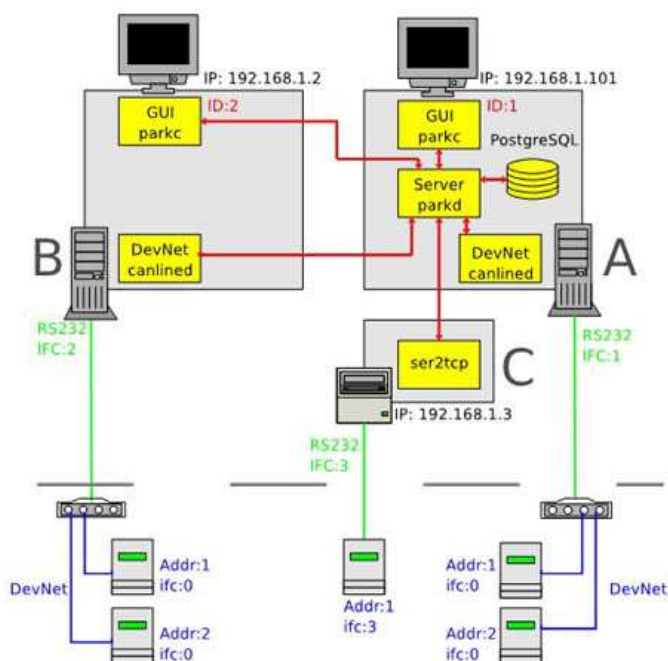 IP: 192.168.1.2
IP: 192.168.1.101
GUI
parkc
ID:2
GUI
parkc
ID:1
PostgreSQL
Server
parkd
B
DevNet
canlined
DevNet
canlined
A
RS232
IFC:2
RS232
IFC:1
ser2tcp
C
IP: 192.168.1.3
RS232
IFC:3
DevNet
Addr:1
ifc:0
Addr:2
ifc:0
Addr:1
ifc:3
Addr:1
ifc:0
Addr:2
ifc:0
DevNet